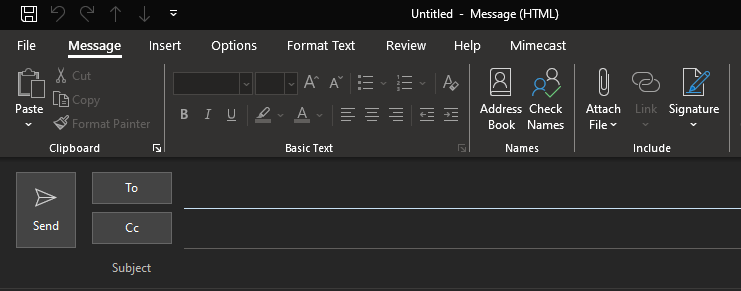 Untitled - Message (HTML)
File Message Insert Options Format Text Review Help Mimecast
Paste
Cut
Copy
Format Painter
Clipboard
B I U A
Basic Text
Address Book
Check Names
Names
Attach File
Link
Signature
Include
Send
To
Cc
Subject